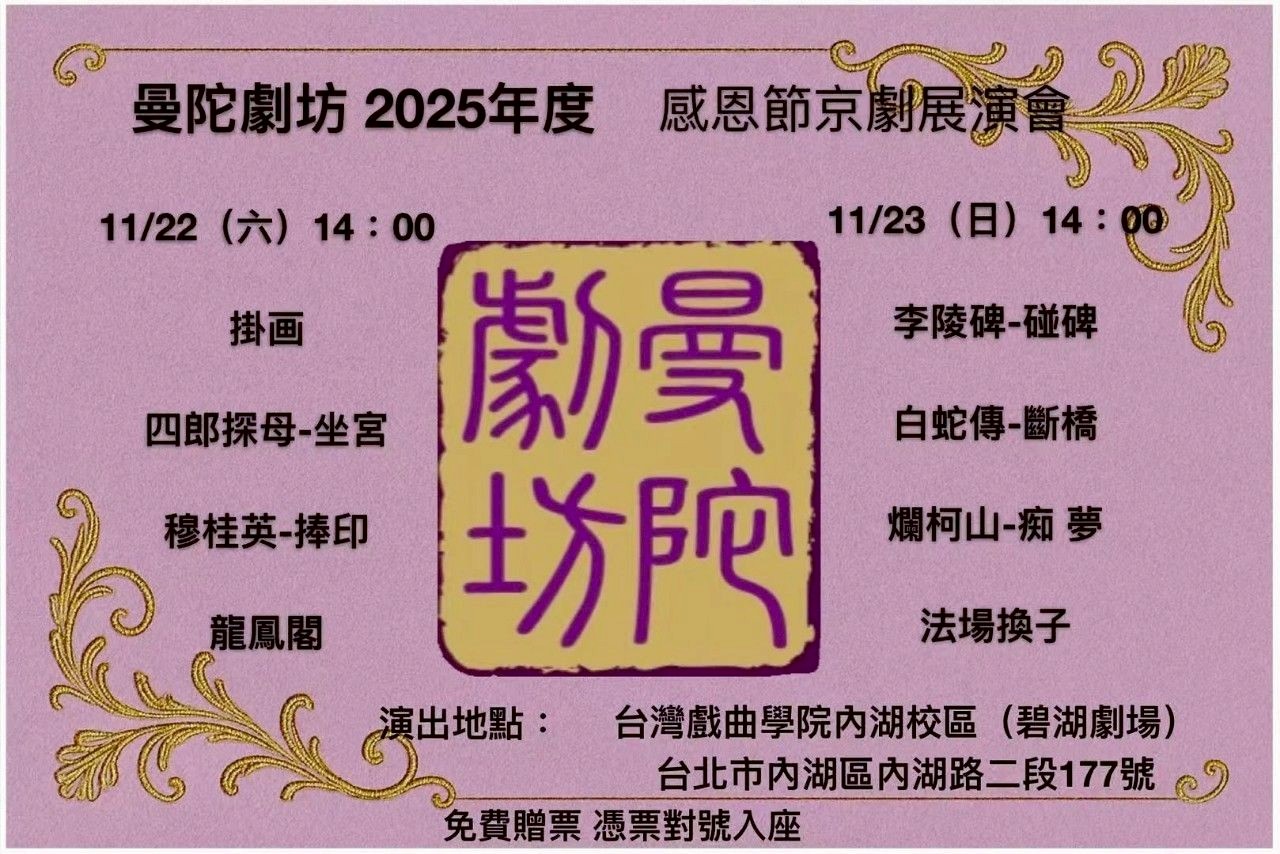 曼陀劇坊 2025年度 感恩節京劇展演會
11/22（六）14：00
掛画
四郎探母-坐宮
穆桂英-捧印
龍鳳閣
曼陀
劇坊
11/23（日）14：00
李陵碑-碰碑
白蛇傳-斷橋
爛柯山-痴 夢
法場換子
演出地點： 台灣戲曲學院內湖校區（碧湖劇場）
台北市內湖區內湖路二段177號
免費贈票 憑票對號入座